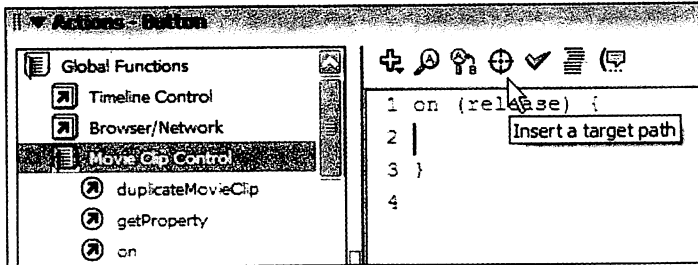 Actions - Button
Global Functions
Timeline Control
Browser/Network
Movie Clip Control
duplicateMovieClip
getProperty
on
1 on (release) {
Insert a target path
2
3 }
4